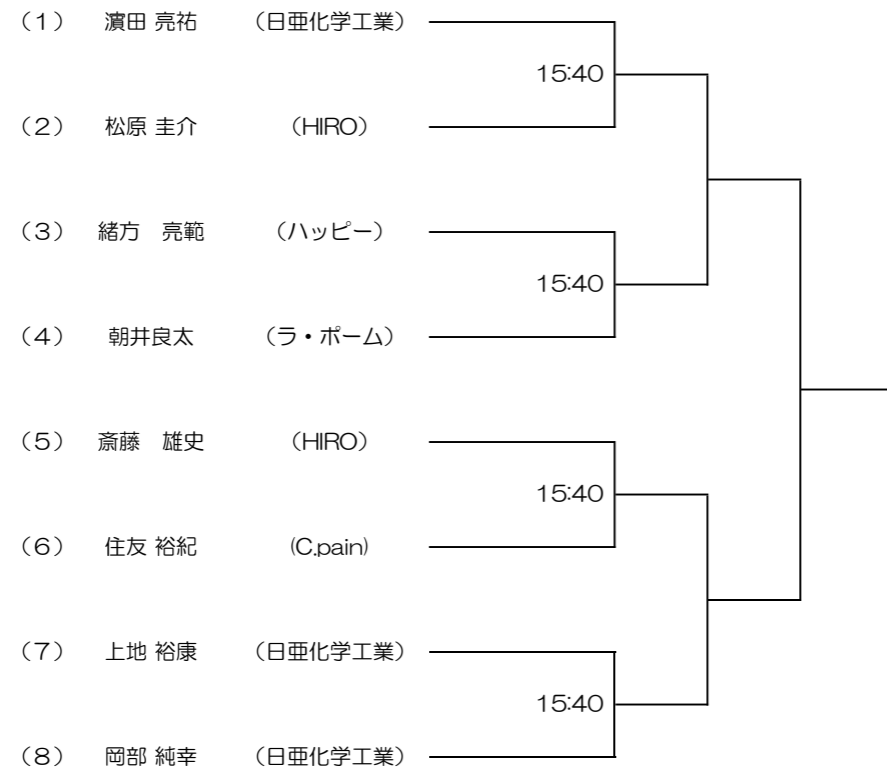 （１） 濵田 亮祐 （日亜化学工業）
15:40
（２） 松原 圭介 （HIRO）
（３） 緒方　亮範 （ハッピー）
15:40
（４） 朝井良太 （ラ・ポーム）
（５） 斎藤　雄史 （HIRO）
15:40
（６） 住友 裕紀 (C.pain)
（７） 上地 裕康 （日亜化学工業）
15:40
（８） 岡部 純幸 （日亜化学工業）